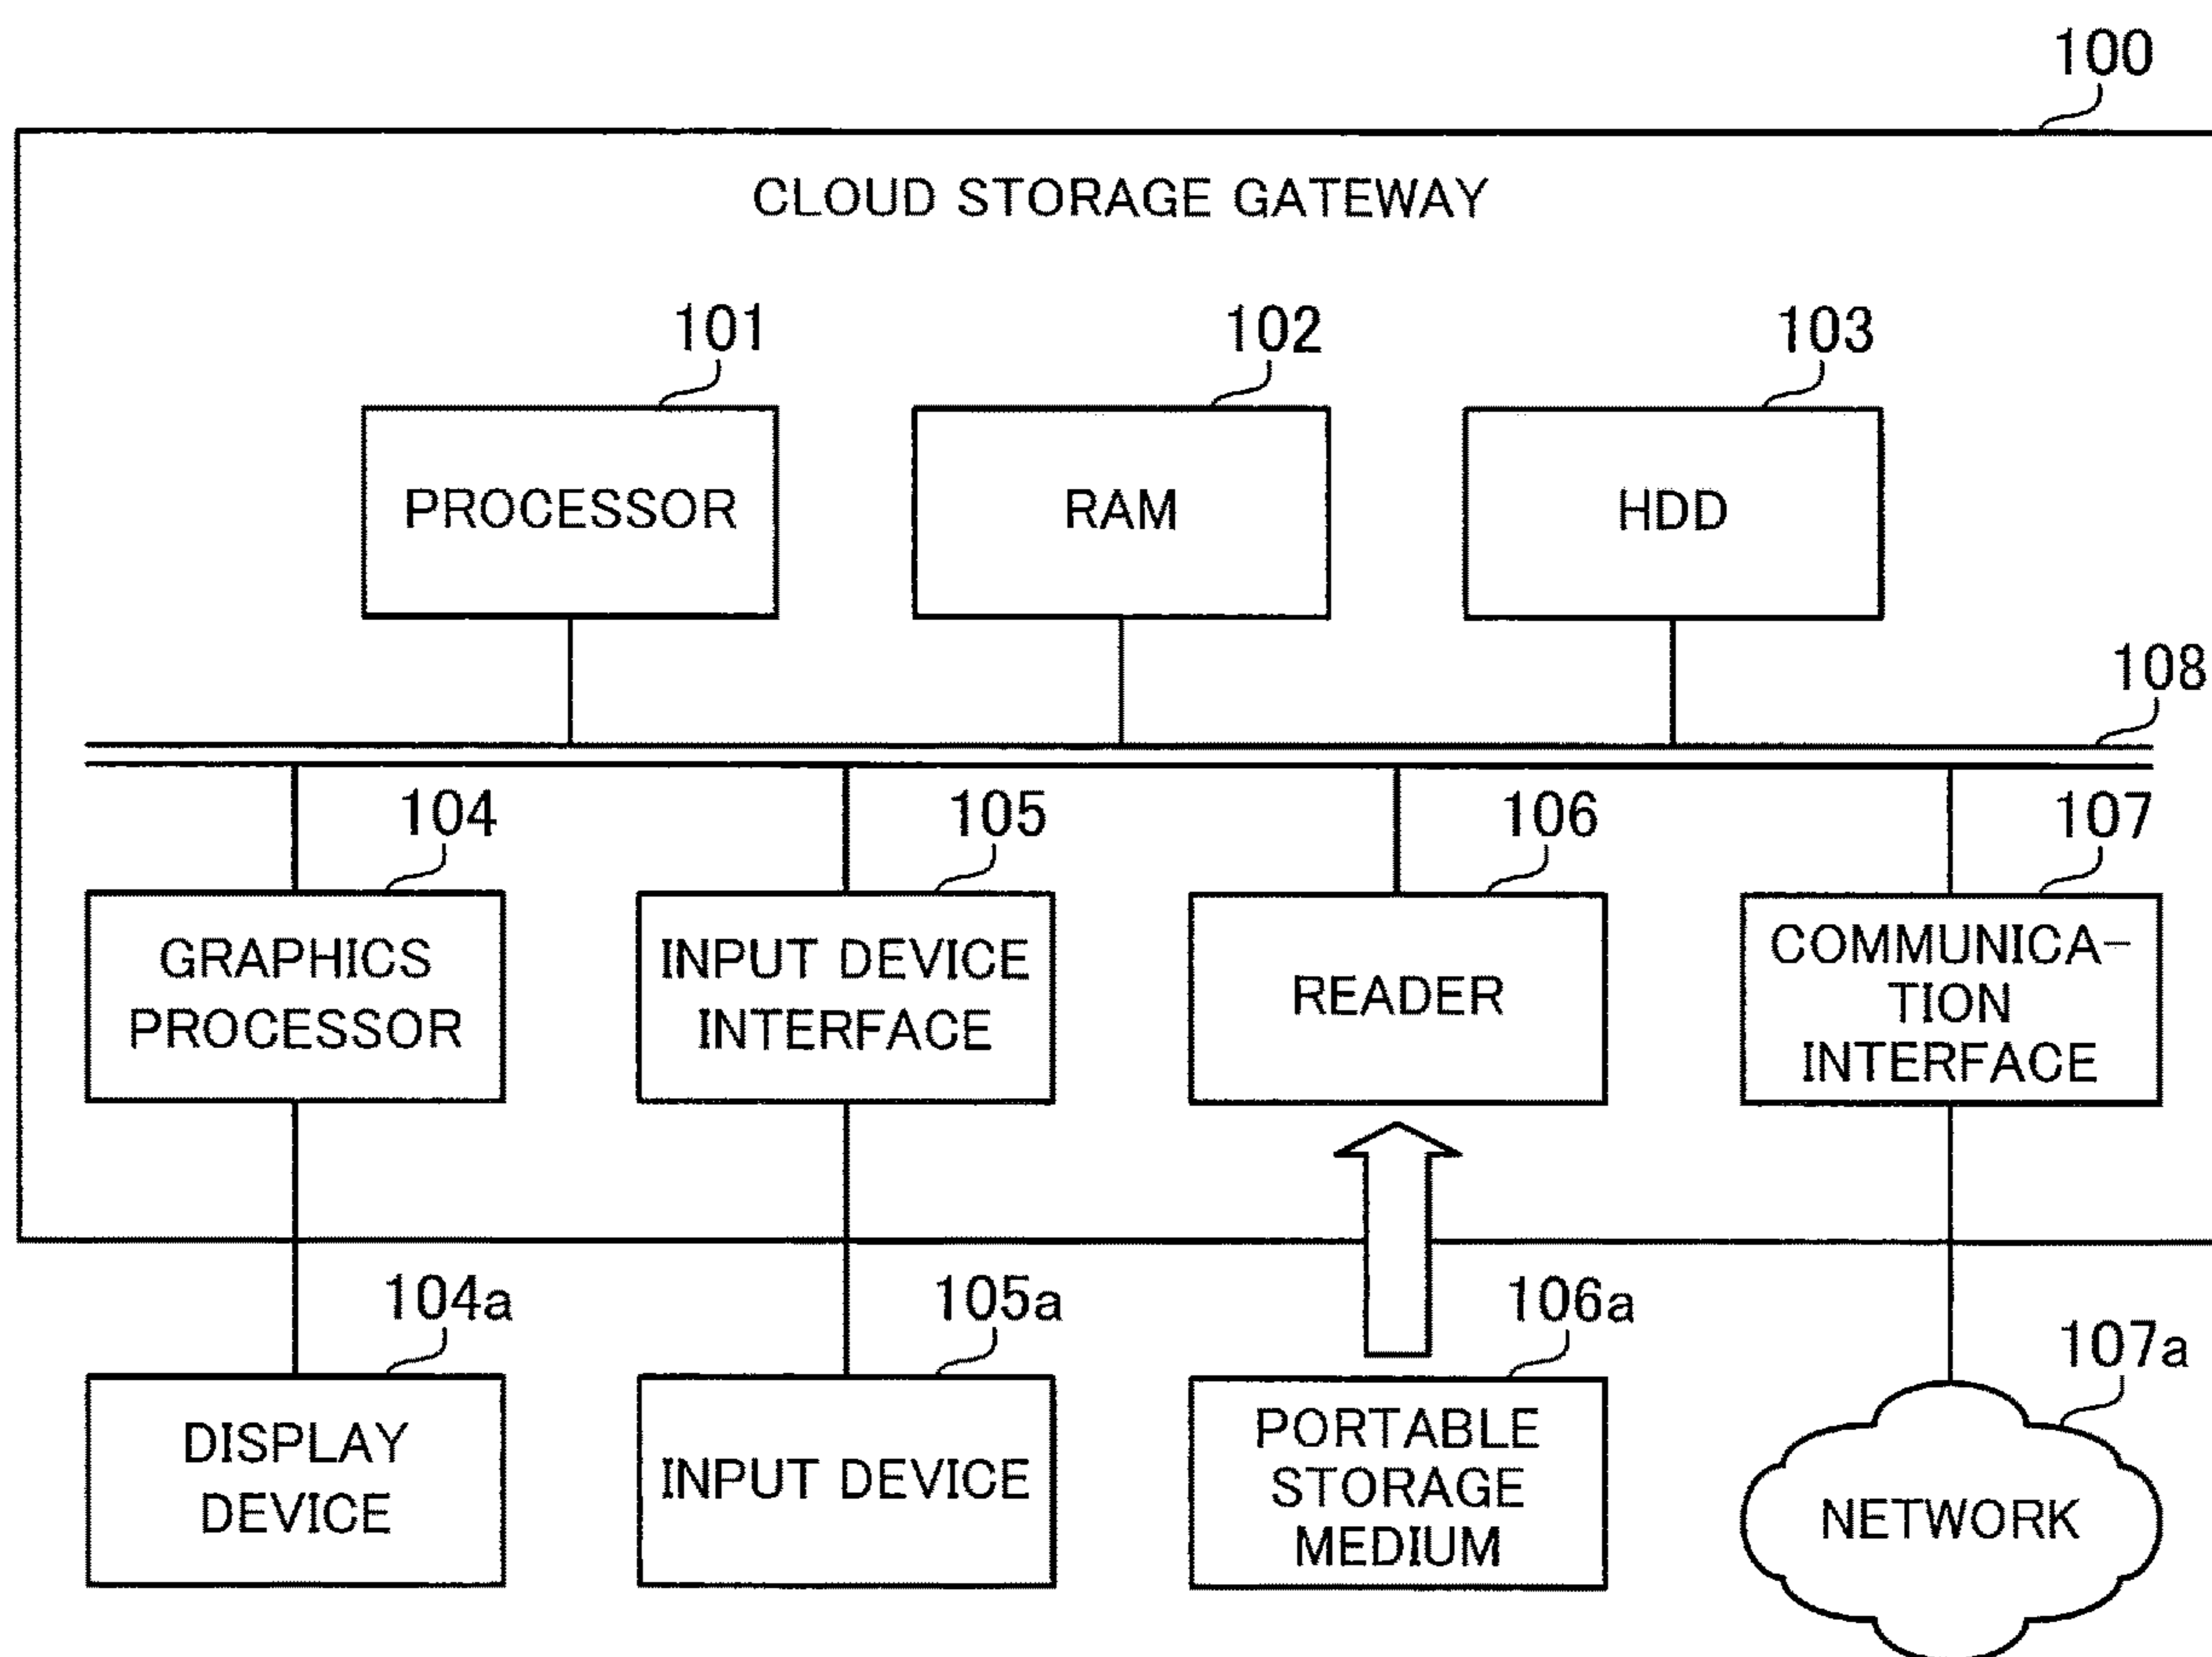 100
CLOUD STORAGE GATEWAY
101
102
103
PROCESSOR
RAM
HDD
108
104
105
106
107
GRAPHICS
PROCESSOR
INPUT DEVICE
INTERFACE
READER
COMMUNICA-
TION
INTERFACE
104a
105a
106a
107a
DISPLAY
DEVICE
INPUT DEVICE
PORTABLE
STORAGE
MEDIUM
NETWORK